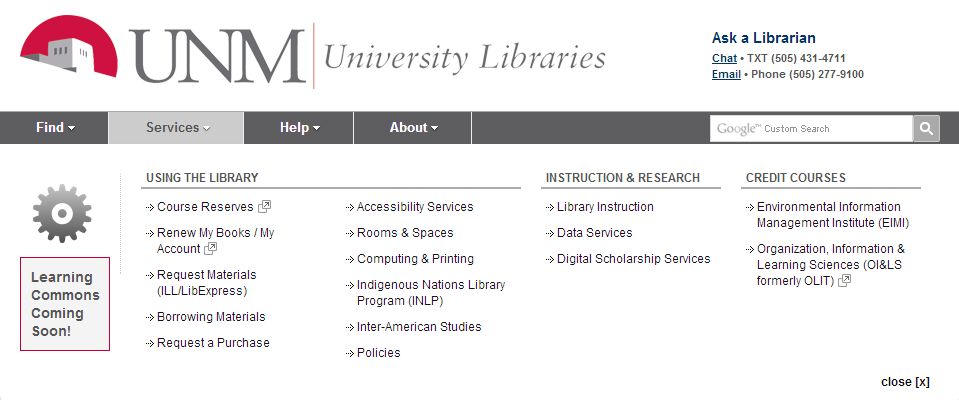 UNM University Libraries
Ask a Librarian
Chat • TXT (505) 431-4711
Email • Phone (505) 277-9100
Find
Services
Help
About
Google™ Custom Search
Learning
Commons
Coming
Soon!
USING THE LIBRARY
Course Reserves
Renew My Books / My
Account
Request Materials
(ILL/LibExpress)
Borrowing Materials
Request a Purchase
Accessibility Services
Rooms & Spaces
Computing & Printing
Indigenous Nations Library
Program (INLP)
Inter-American Studies
Policies
INSTRUCTION & RESEARCH
Library Instruction
Data Services
Digital Scholarship Services
CREDIT COURSES
Environmental Information
Management Institute (EIMI)
Organization, Information &
Learning Sciences (OI&LS
formerly OLIT)
close [x]